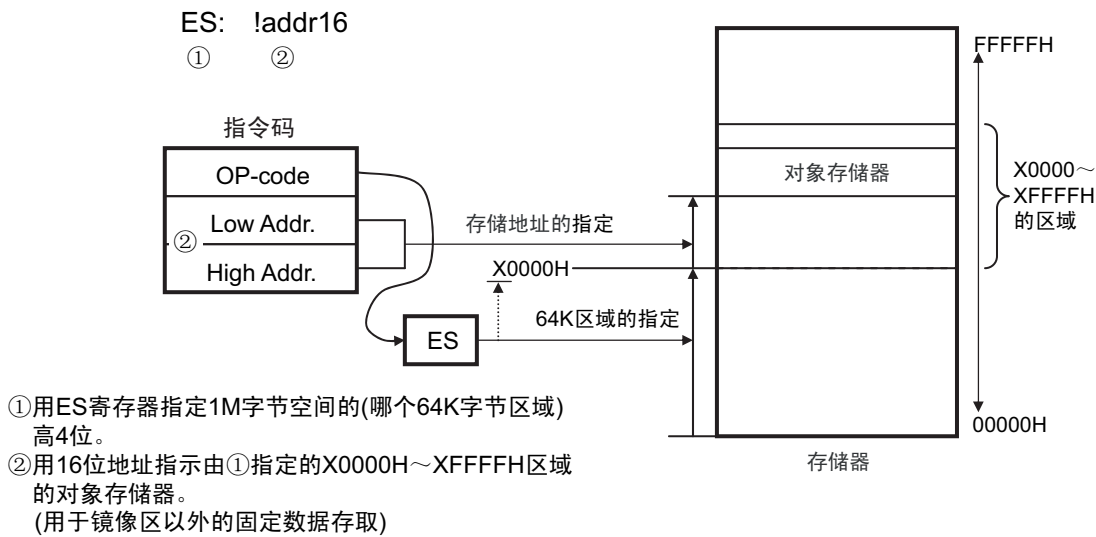 ES: !addr16
① ②
指令码
OP-code
② Low Addr.
High Addr.
存储地址的指定
X0000H
64K区域的指定
ES
FFFFFH
对象存储器
X0000～
XFFFFH
的区域
00000H
存储器
①用ES寄存器指定1M字节空间的(哪个64K字节区域)
高4位。
②用16位地址指示由①指定的X0000H～XFFFFH区域
的对象存储器。
(用于镜像区以外的固定数据存取)